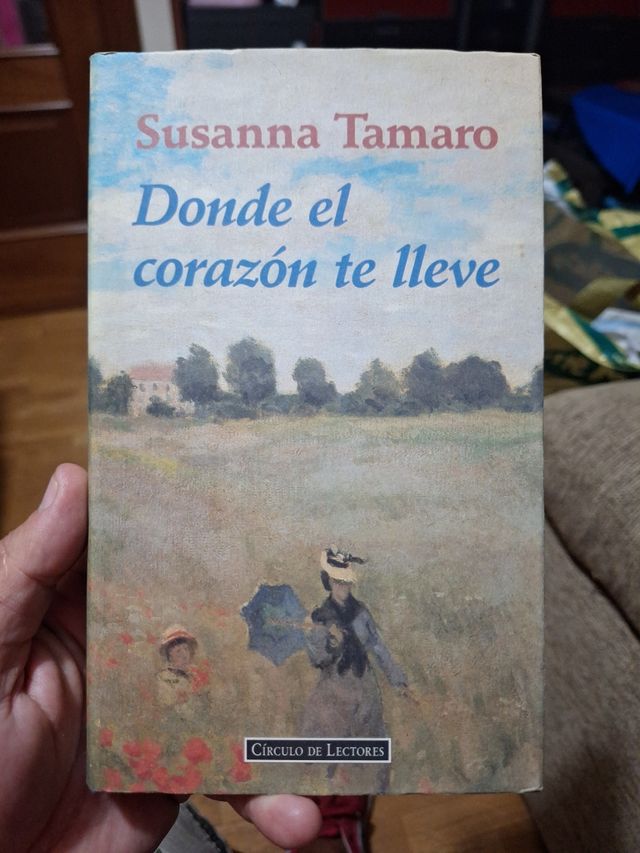 Susanna Tamaro
Donde el
corazón te lleve
CÍRCULO DE LECTORES